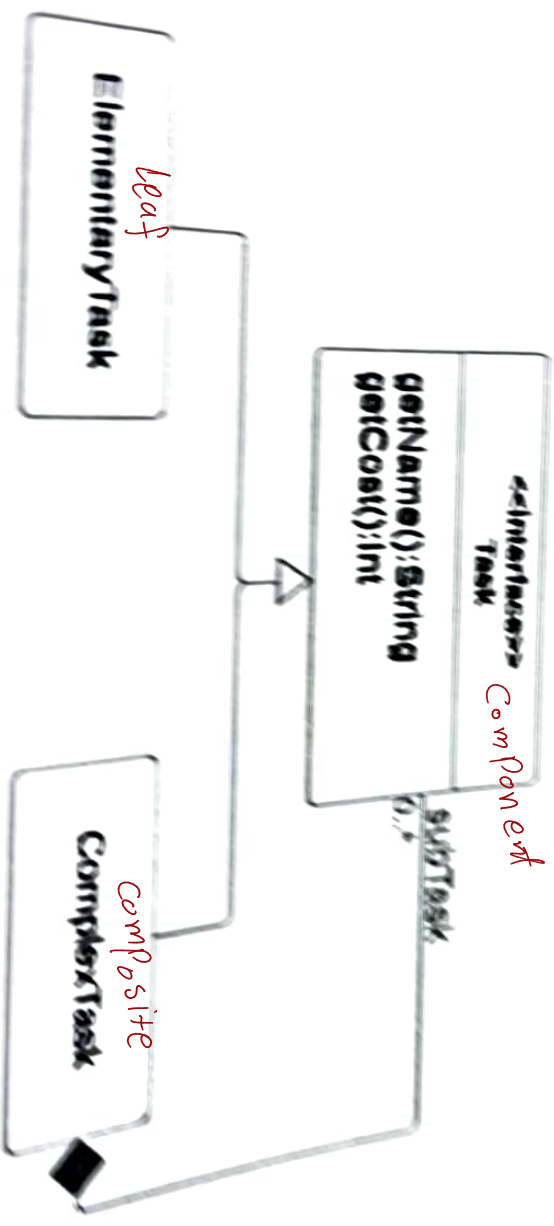 <<Interface>>
Task
Component
getName():String
getCost():Int
subTask
0..*
leaf
ElementaryTask
Composite
ComplexTask